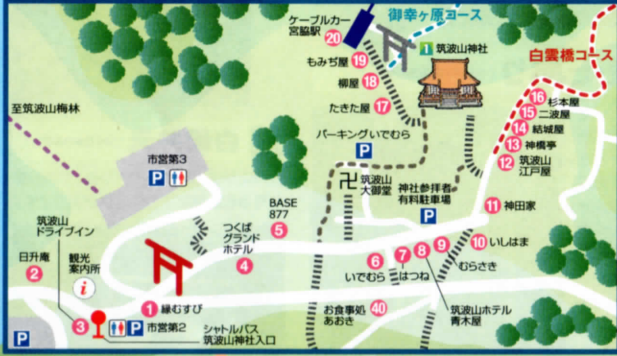 ケーブルカー
宮脇駅
20
御幸ヶ原コース
もみぢ屋
19
柳屋
18
たきた屋
17
i 筑波山神社
白雲橋コース
16 杉本屋
15 二波屋
14 結城屋
13 神橋亭
12 筑波山
江戸屋
至筑波山梅林
パーキングいでむら
P
市営第3
P
卍 筑波山
大御堂
神社参拝者
有料駐車場
P
11 神田家
BASE
877
5
つくば
グランド
ホテル
4
筑波山
ドライブイン
日升庵
2
観光
案内所
i
1 縁むすび
3
P 市営第2
シャトルバス
筑波山神社入口
P
6
いでむら
7
はつね
8
9
むらさき
10 いしはま
筑波山ホテル
青木屋
お食事処
あおき
40